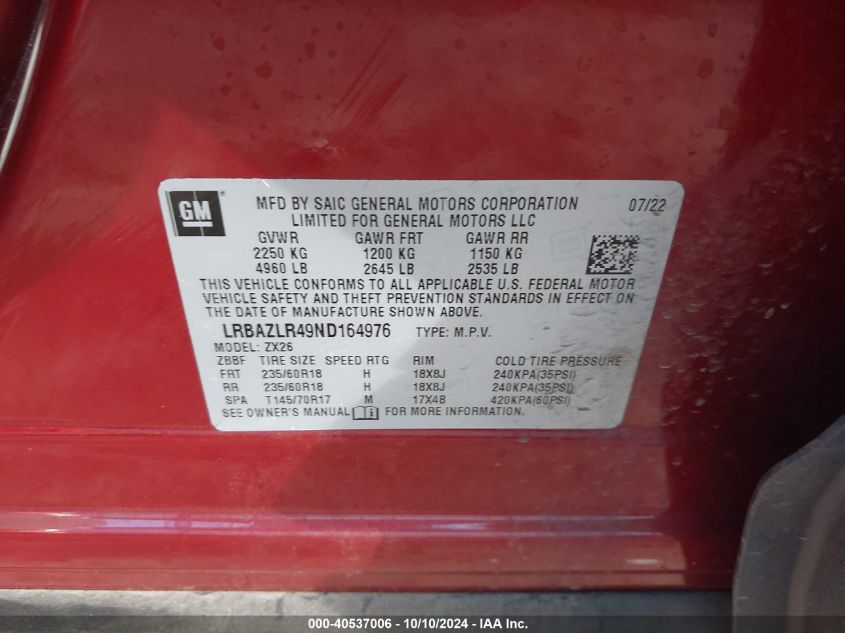 GM
MFD BY SAIC GENERAL MOTORS CORPORATION 07/22
LIMITED FOR GENERAL MOTORS LLC
GVWR GAWR FRT GAWR RR
2250 KG 1200 KG 1150 KG
4960 LB 2645 LB 2535 LB
THIS VEHICLE CONFORMS TO ALL APPLICABLE U.S. FEDERAL MOTOR
VEHICLE SAFETY AND THEFT PREVENTION STANDARDS IN EFFECT ON
THE DATE OF MANUFACTURE SHOWN ABOVE.
LRBAZLR49ND164976 TYPE: M.P.V.
MODEL: ZX26
ZBBF TIRE SIZE SPEED RTG RIM COLD TIRE PRESSURE
FRT 235/60R18 H 18X8J 240KPA(35PSI)
RR 235/60R18 H 18X8J 240KPA(35PSI)
SPA T145/70R17 M 17X4B 420KPA(60PSI)
SEE OWNER'S MANUAL FOR MORE INFORMATION.
000-40537006 - 10/10/2024 - IAA Inc.